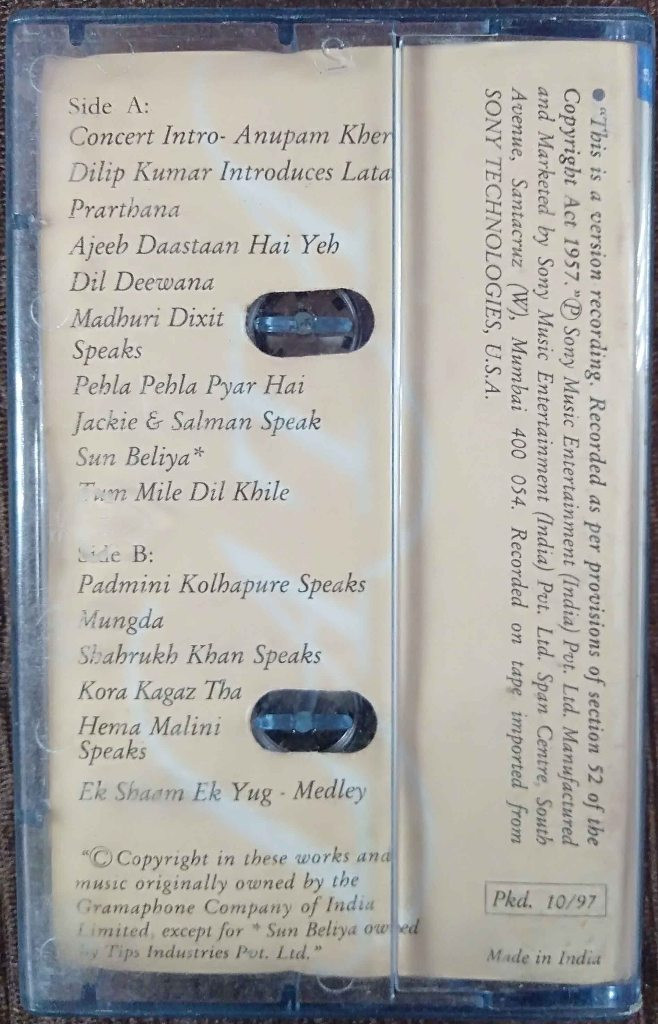 Side A:
Concert Intro- Anupam Kher
Dilip Kumar Introduces Lata
Prarthana
Ajeeb Daastaan Hai Yeh
Dil Deewana
Madhuri Dixit
Speaks
Pehla Pehla Pyar Hai
Jackie & Salman Speak
Sun Beliya*
Tum Mile Dil Khile
Side B:
Padmini Kolhapure Speaks
Mungda
Shahrukh Khan Speaks
Kora Kagaz Tha
Hema Malini
Speaks
Ek Shaam Ek Yug - Medley
"© Copyright in these works and
music originally owned by the
Gramaphone Company of India
Limited, except for * Sun Beliya owned
by Tips Industries Pvt. Ltd."
● "This is a version recording. Recorded as per provisions of section 52 of the
Copyright Act 1957." ℗ Sony Music Entertainment (India) Pvt. Ltd. Manufactured
and Marketed by Sony Music Entertainment (India) Pvt. Ltd. Span Centre, South
Avenue, Santacruz (W), Mumbai 400 054. Recorded on tape imported from
SONY TECHNOLOGIES, U.S.A.
Pkd. 10/97
Made in India
2